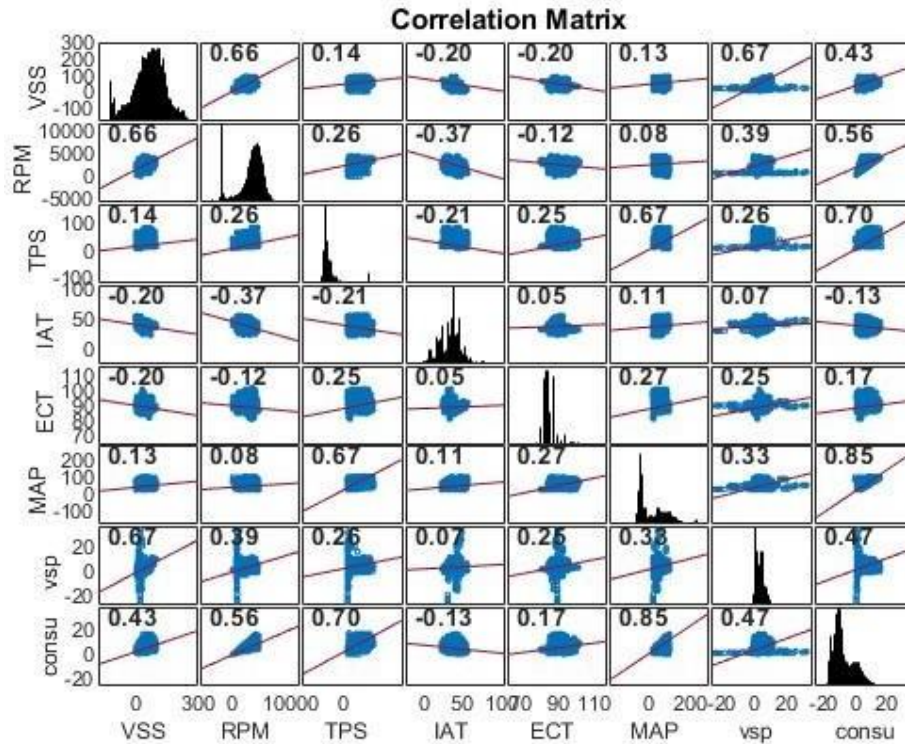 Correlation Matrix
300 200 100 0 -100 VSS 0.66 0.14 -0.20 -0.20 0.13 0.67 0.43
10000 5000 0 -5000 RPM 0.66 0.26 -0.37 -0.12 0.08 0.39 0.56
100 0 -100 TPS 0.14 0.26 -0.21 0.25 0.67 0.26 0.70
100 50 0 IAT -0.20 -0.37 -0.21 0.05 0.11 0.07 -0.13
110 100 90 80 70 ECT -0.20 -0.12 0.25 0.05 0.27 0.25 0.17
200 100 0 -100 MAP 0.13 0.08 0.67 0.11 0.27 0.33 0.85
20 0 -20 vsp 0.67 0.39 0.26 0.07 0.25 0.33 0.47
20 0 -20 consu 0.43 0.56 0.70 -0.13 0.17 0.85 0.47
0 300 0 10000 0 0 50 100 70 90 110 0 200 -20 0 20 -20 0 20
VSS RPM TPS IAT ECT MAP vsp consu